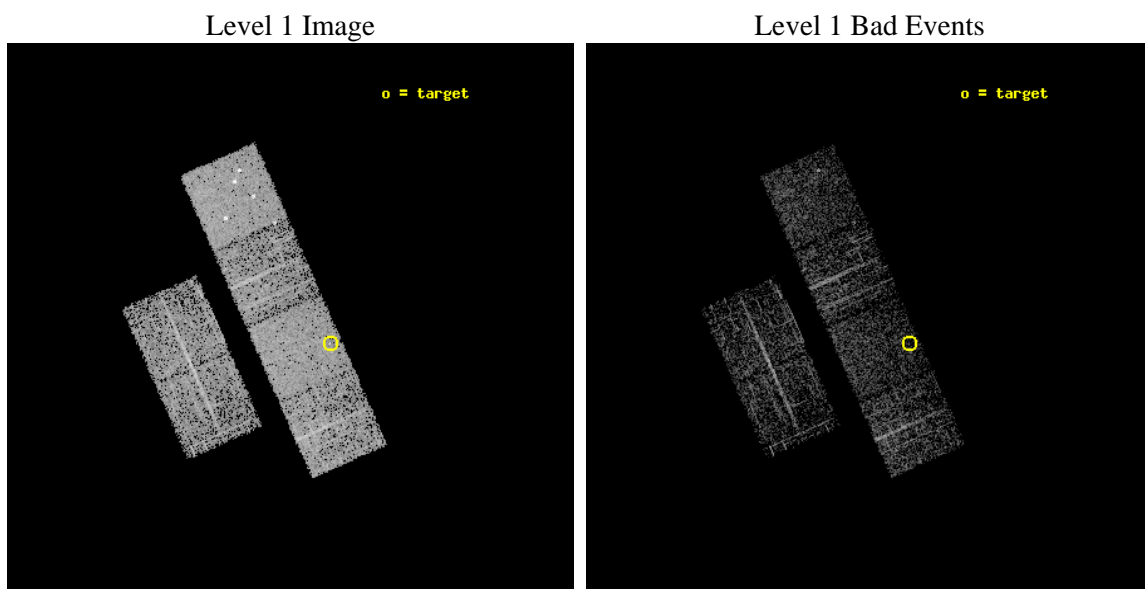 Level 1 Image
Level 1 Bad Events
o = target
o = target